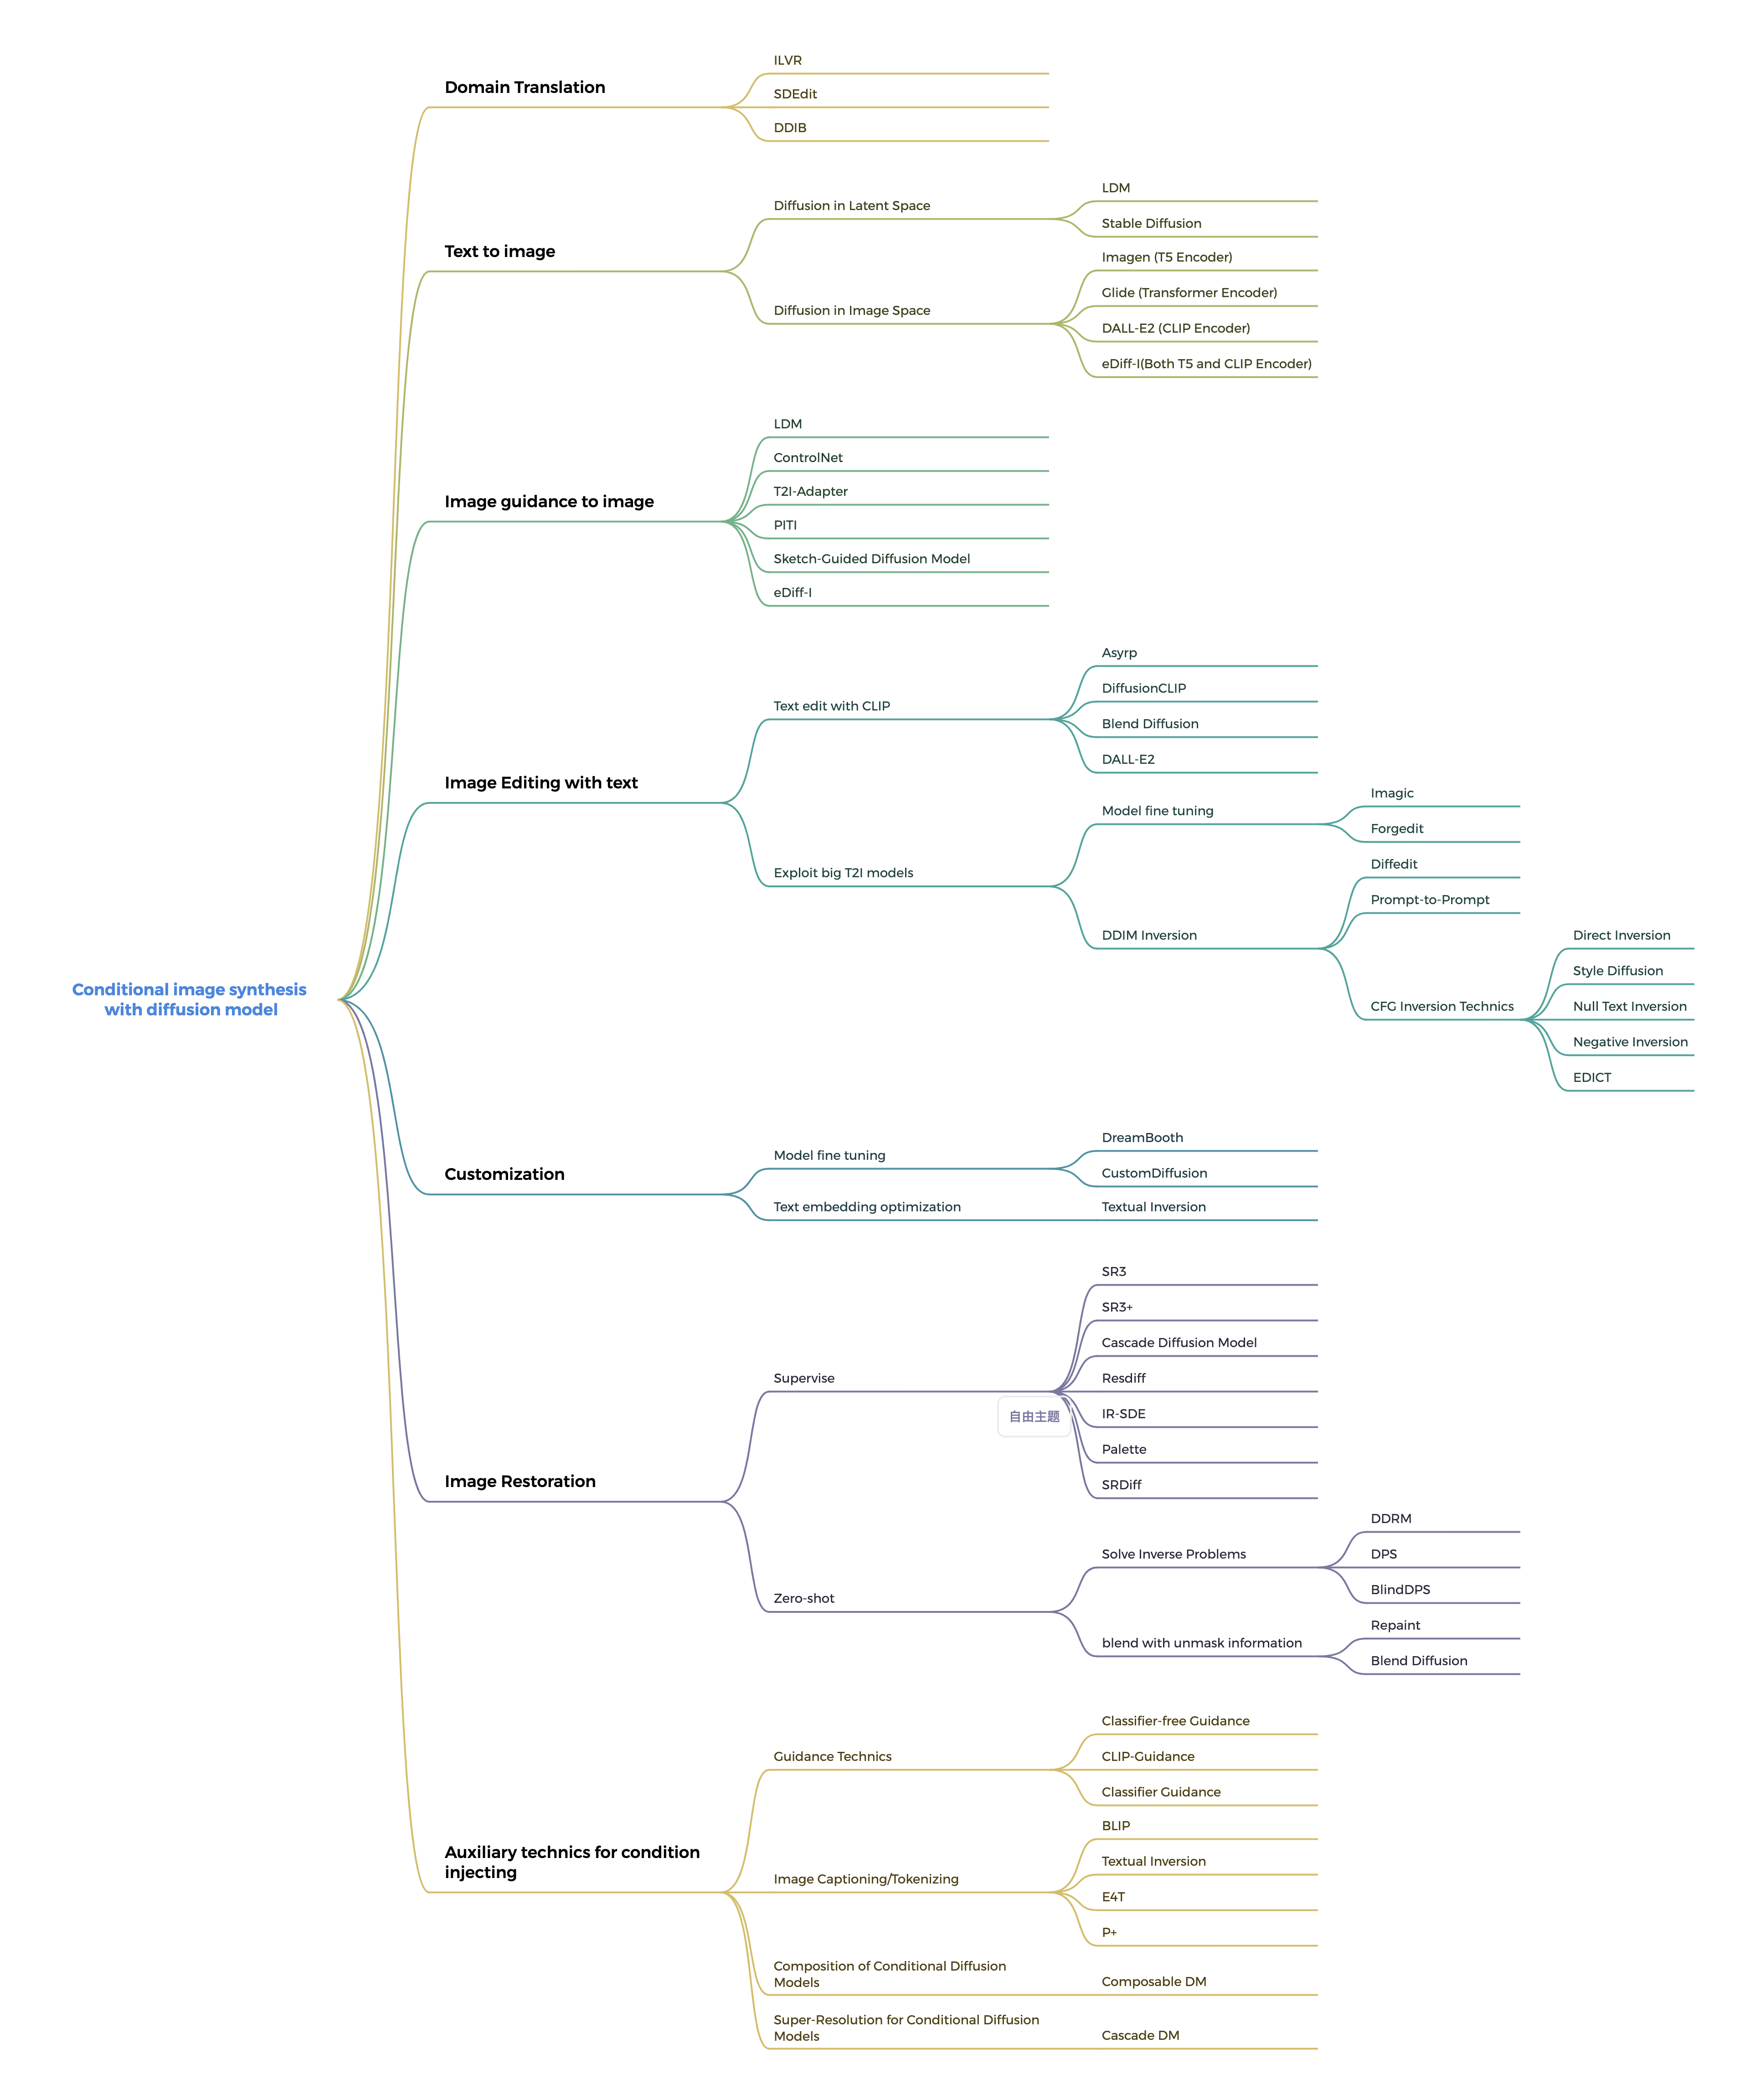 Conditional image synthesis
with diffusion model
Domain Translation
ILVR
SDEdit
DDIB
Text to image
Diffusion in Latent Space
LDM
Stable Diffusion
Diffusion in Image Space
Imagen (T5 Encoder)
Glide (Transformer Encoder)
DALL-E2 (CLIP Encoder)
eDiff-I(Both T5 and CLIP Encoder)
Image guidance to image
LDM
ControlNet
T2I-Adapter
PITI
Sketch-Guided Diffusion Model
eDiff-I
Image Editing with text
Text edit with CLIP
Asyrp
DiffusionCLIP
Blend Diffusion
DALL-E2
Exploit big T2I models
Model fine tuning
Imagic
Forgedit
DDIM Inversion
Diffedit
Prompt-to-Prompt
CFG Inversion Technics
Direct Inversion
Style Diffusion
Null Text Inversion
Negative Inversion
EDICT
Customization
Model fine tuning
DreamBooth
CustomDiffusion
Text embedding optimization
Textual Inversion
Image Restoration
Supervise
SR3
SR3+
Cascade Diffusion Model
Resdiff
IR-SDE
Palette
SRDiff
自由主题
Zero-shot
Solve Inverse Problems
DDRM
DPS
BlindDPS
blend with unmask information
Repaint
Blend Diffusion
Auxiliary technics for condition
injecting
Guidance Technics
Classifier-free Guidance
CLIP-Guidance
Classifier Guidance
Image Captioning/Tokenizing
BLIP
Textual Inversion
E4T
P+
Composition of Conditional Diffusion
Models
Composable DM
Super-Resolution for Conditional Diffusion
Models
Cascade DM